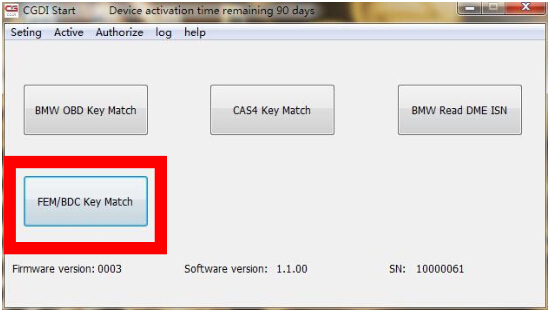 CG CGDI Start Device activation time remaining 90 days
Seting Active Authorize log help
BMW OBD Key Match CAS4 Key Match BMW Read DME ISN
FEM/BDC Key Match
Firmware version: 0003 Software version: 1.1.00 SN: 10000061